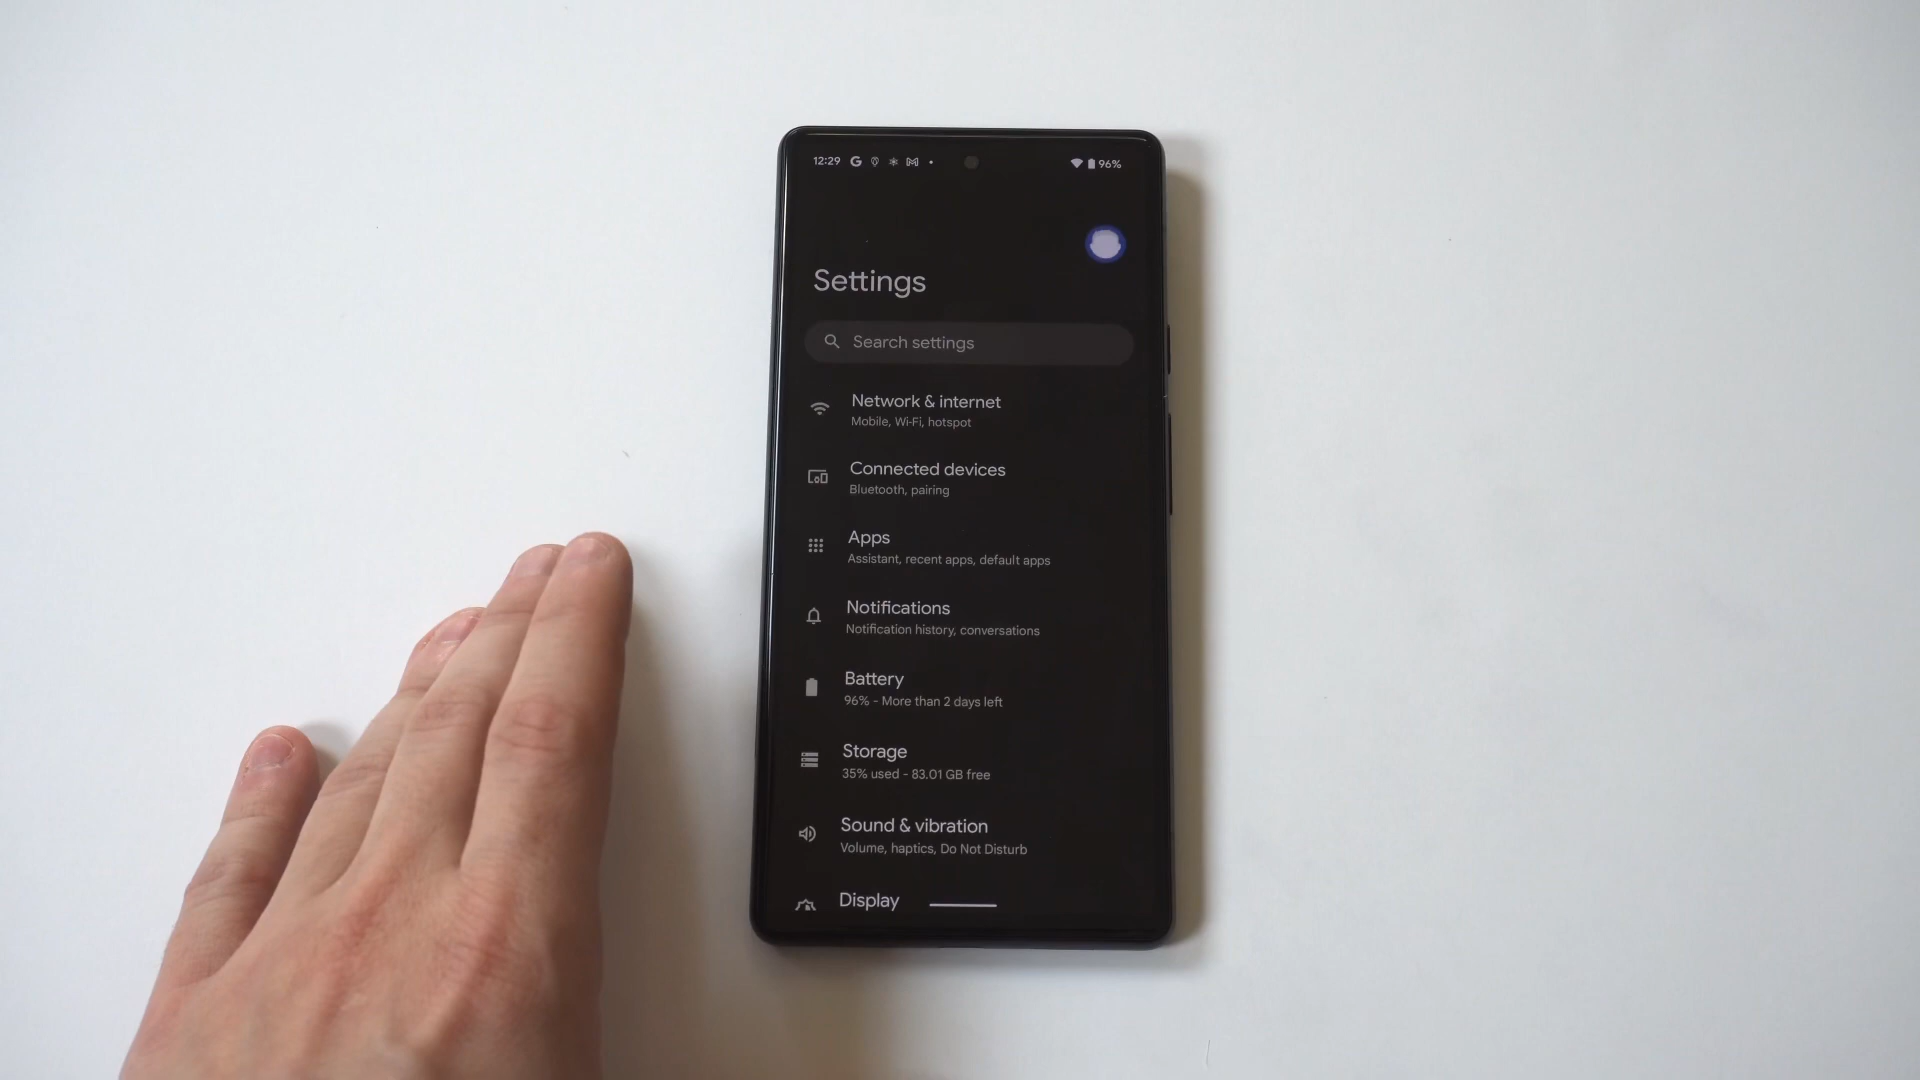 12:29 G 96%
Settings
Search settings
Network & internet
Mobile, Wi-Fi, hotspot
Connected devices
Bluetooth, pairing
Apps
Assistant, recent apps, default apps
Notifications
Notification history, conversations
Battery
96% - More than 2 days left
Storage
35% used - 83.01 GB free
Sound & vibration
Volume, haptics, Do Not Disturb
Display